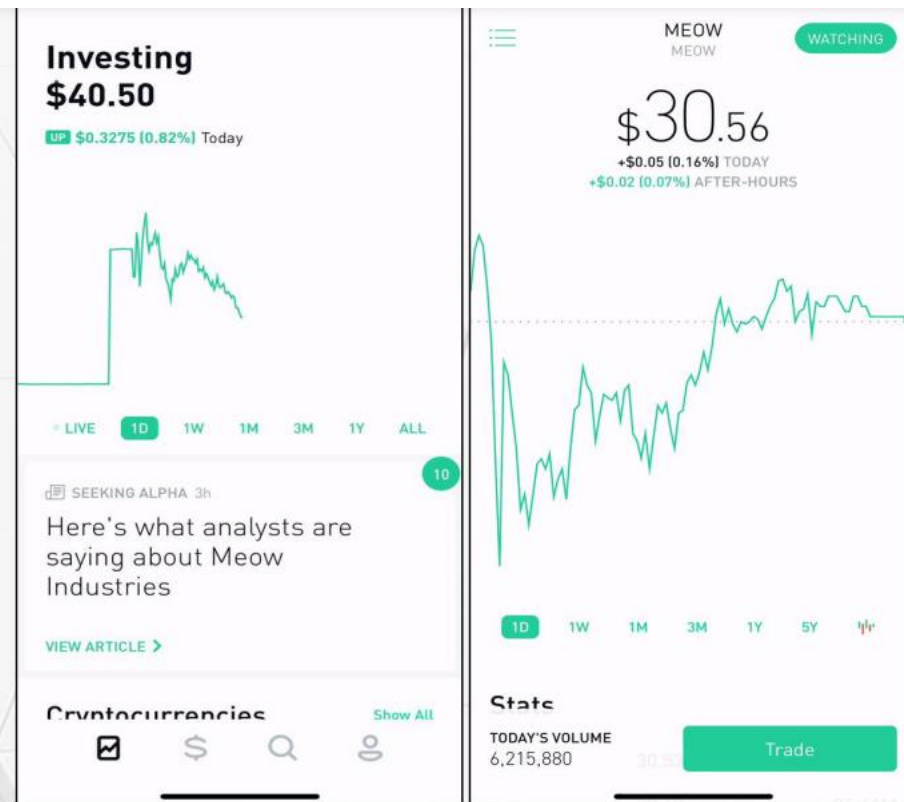 Investing
$40.50
UP $0.3275 (0.82%) Today
LIVE 1D 1W 1M 3M 1Y ALL
10
SEEKING ALPHA 3h
Here's what analysts are
saying about Meow
Industries
VIEW ARTICLE >
Cryptocurrencies Show All
MEOW
MEOW
WATCHING
$30.56
+$0.05 (0.16%) TODAY
+$0.02 (0.07%) AFTER-HOURS
1D 1W 1M 3M 1Y 5Y
Stats
TODAY'S VOLUME
6,215,880
Trade